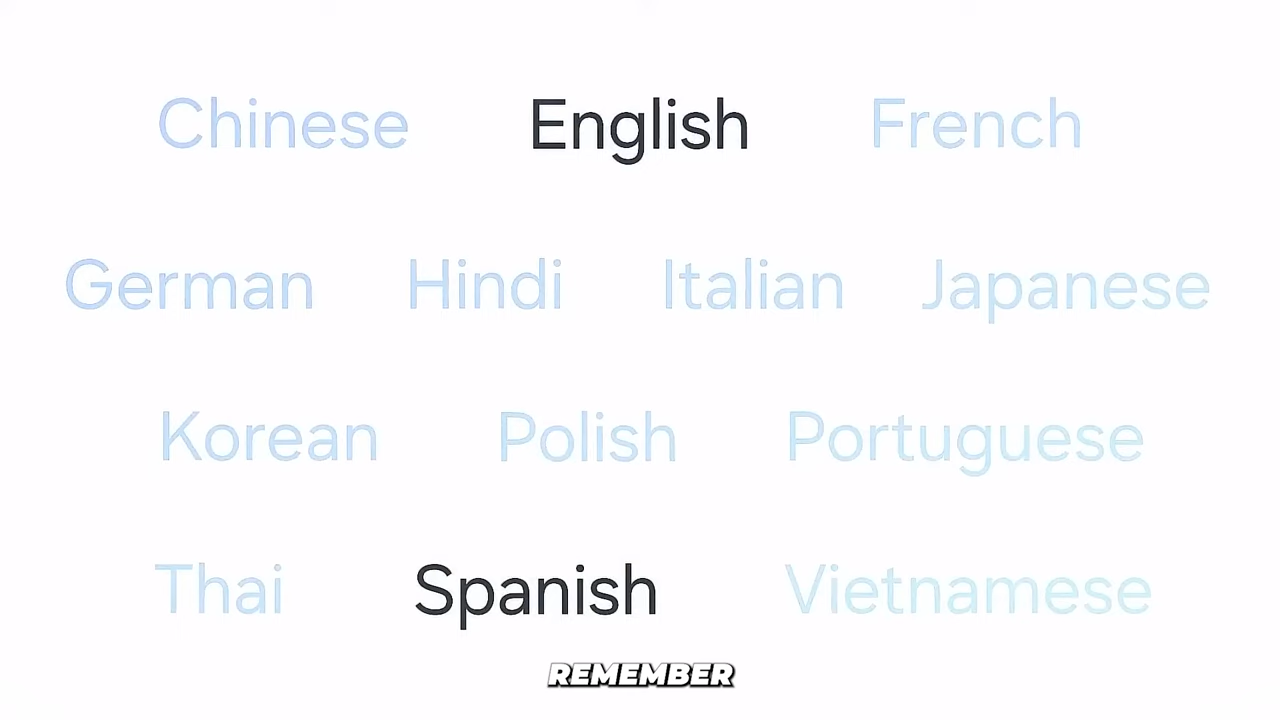 Chinese English French
German Hindi Italian Japanese
Korean Polish Portuguese
Thai Spanish Vietnamese
REMEMBER